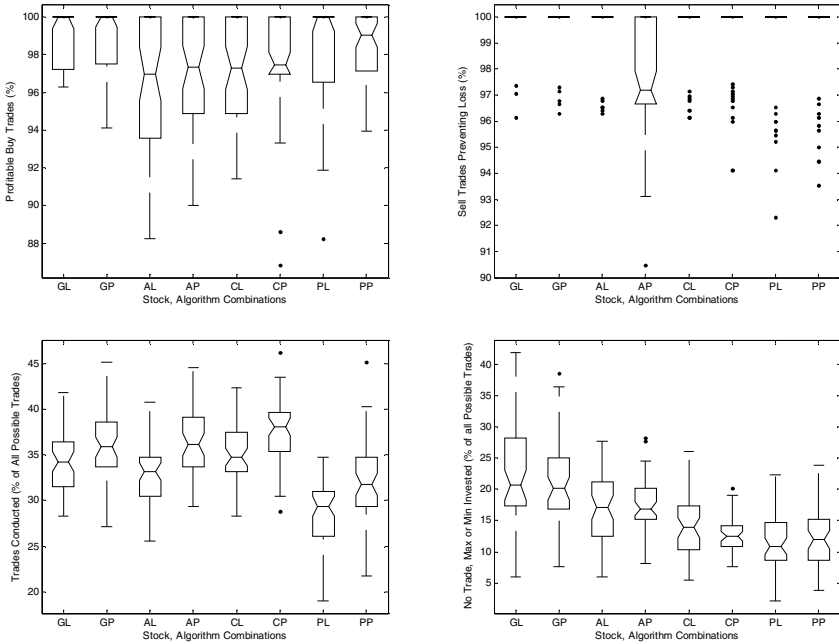 100
98
96
94
92
90
88
Profitable Buy Trades (%)
GL GP AL AP CL CP PL PP
Stock, Algorithm Combinations
100
99
98
97
96
95
94
93
92
91
90
Sell Trades Preventing Loss (%)
GL GP AL AP CL CP PL PP
Stock, Algorithm Combinations
45
40
35
30
25
20
Trades Conducted (% of All Possible Trades)
GL GP AL AP CL CP PL PP
Stock, Algorithm Combinations
40
35
30
25
20
15
10
5
No Trade, Max or Min Invested (% of all Possible Trades)
GL GP AL AP CL CP PL PP
Stock, Algorithm Combinations